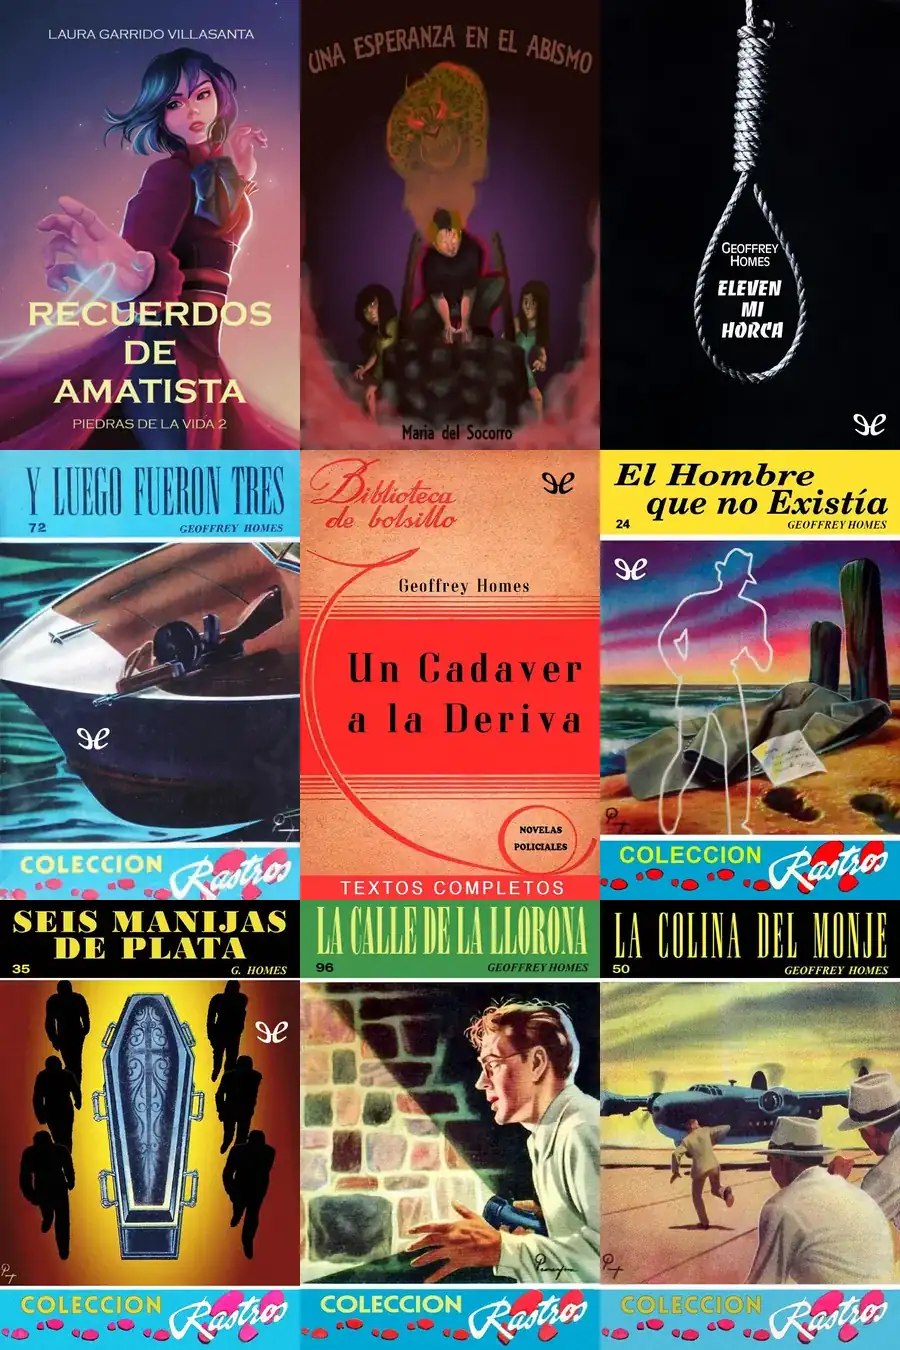 LAURA GARRIDO VILLASANTA
RECUERDOS
DE
AMATISTA
PIEDRAS DE LA VIDA 2
UNA ESPERANZA EN EL ABISMO
Maria del Socorro
GEOFFREY
HOMES
ELEVEN
MI
HORCA
Y LUEGO FUERON TRES
72
GEOFFREY HOMES
COLECCION
Rastros
Biblioteca
de bolsillo
Geoffrey Homes
Un Cadaver
a la Deriva
NOVELAS
POLICIALES
TEXTOS COMPLETOS
El Hombre
que no Existía
24
GEOFFREY HOMES
COLECCION
Rastros
SEIS MANIJAS
DE PLATA
35
G. HOMES
COLECCION
Rastros
LA CALLE DE LA LLORONA
96
GEOFFREY HOMES
COLECCION
Rastros
LA COLINA DEL MONJE
50
GEOFFREY HOMES
COLECCION
Rastros